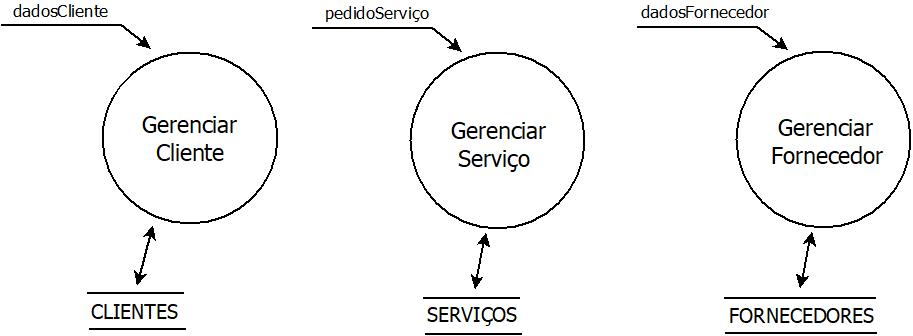 dadosCliente
pedidoServiço
dadosFornecedor
Gerenciar
Cliente
Gerenciar
Serviço
Gerenciar
Fornecedor
CLIENTES
SERVIÇOS
FORNECEDORES